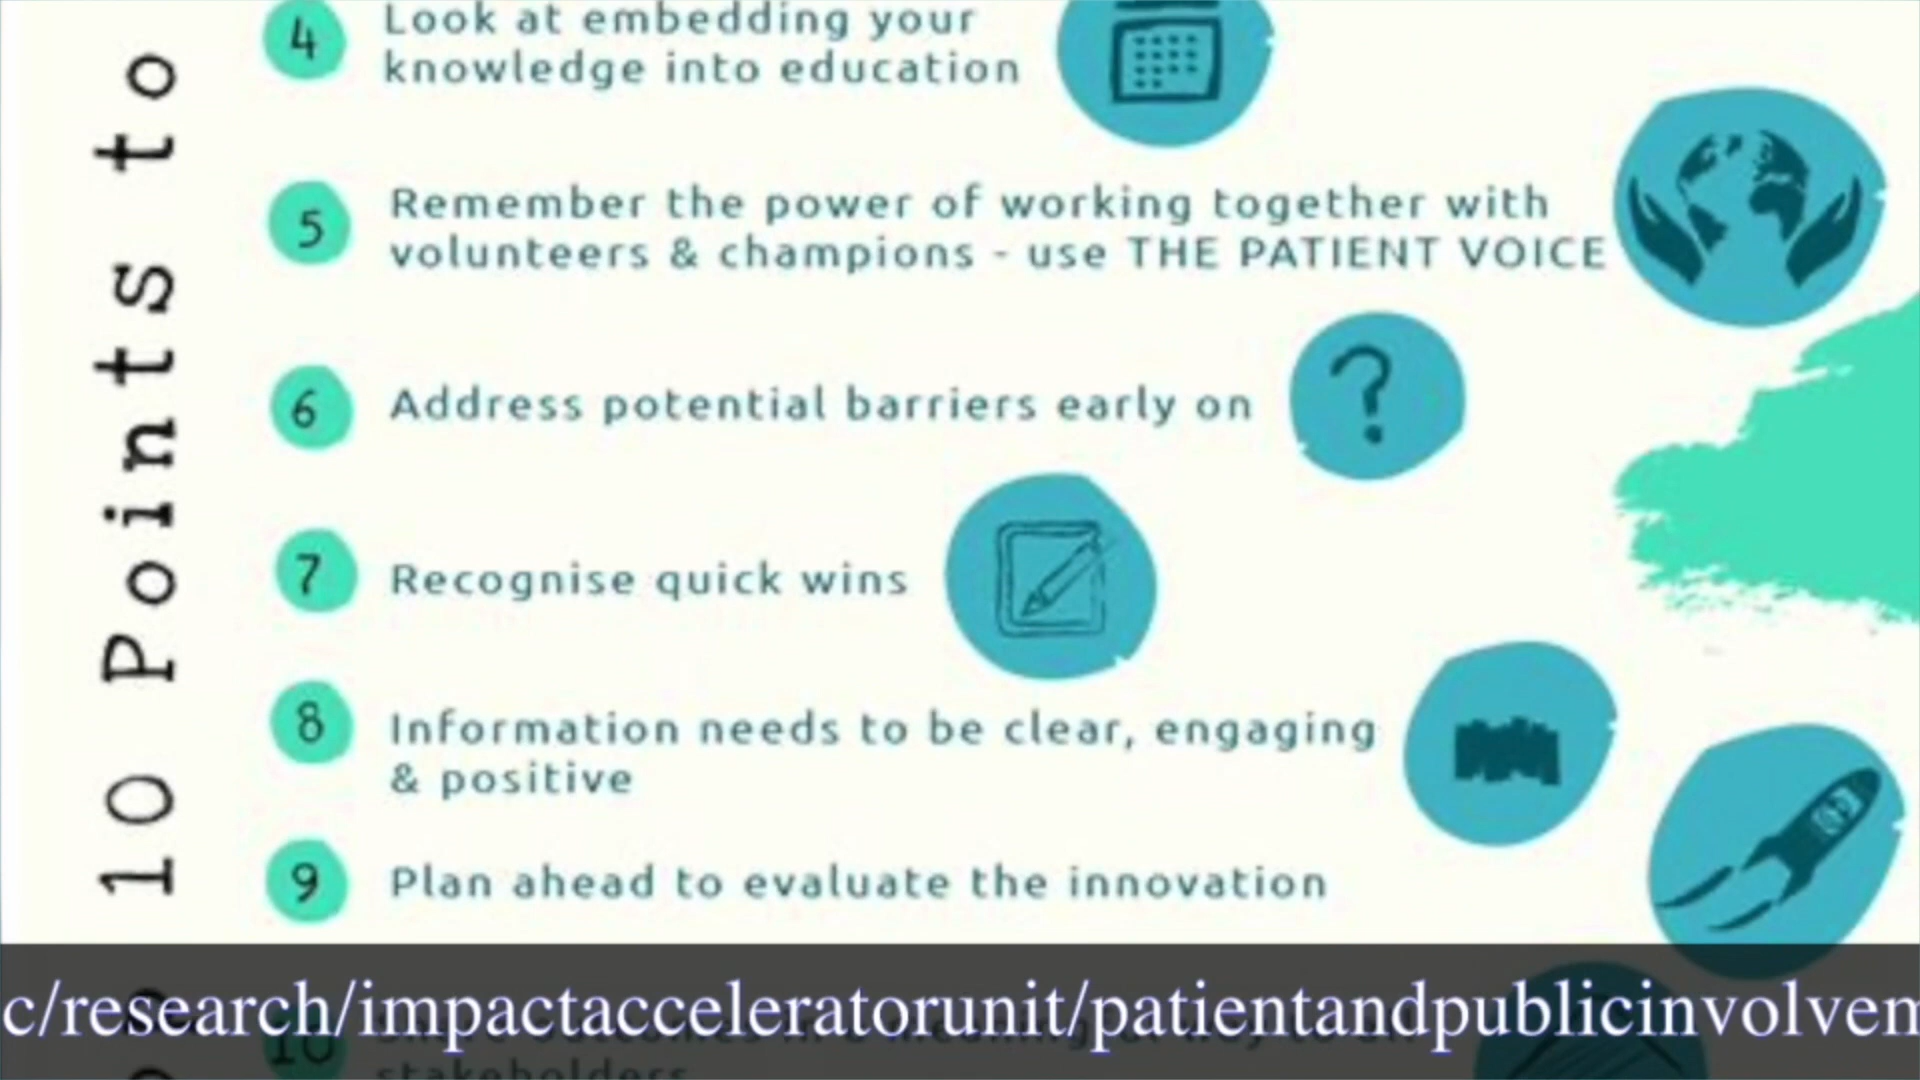 10 Points to
4
Look at embedding your
knowledge into education
5
Remember the power of working together with
volunteers & champions - use THE PATIENT VOICE
6
Address potential barriers early on
?
7
Recognise quick wins
8
Information needs to be clear, engaging
& positive
9
Plan ahead to evaluate the innovation
10
stakeholders
c/research/impactacceleratorunit/patientandpublicinvolvem